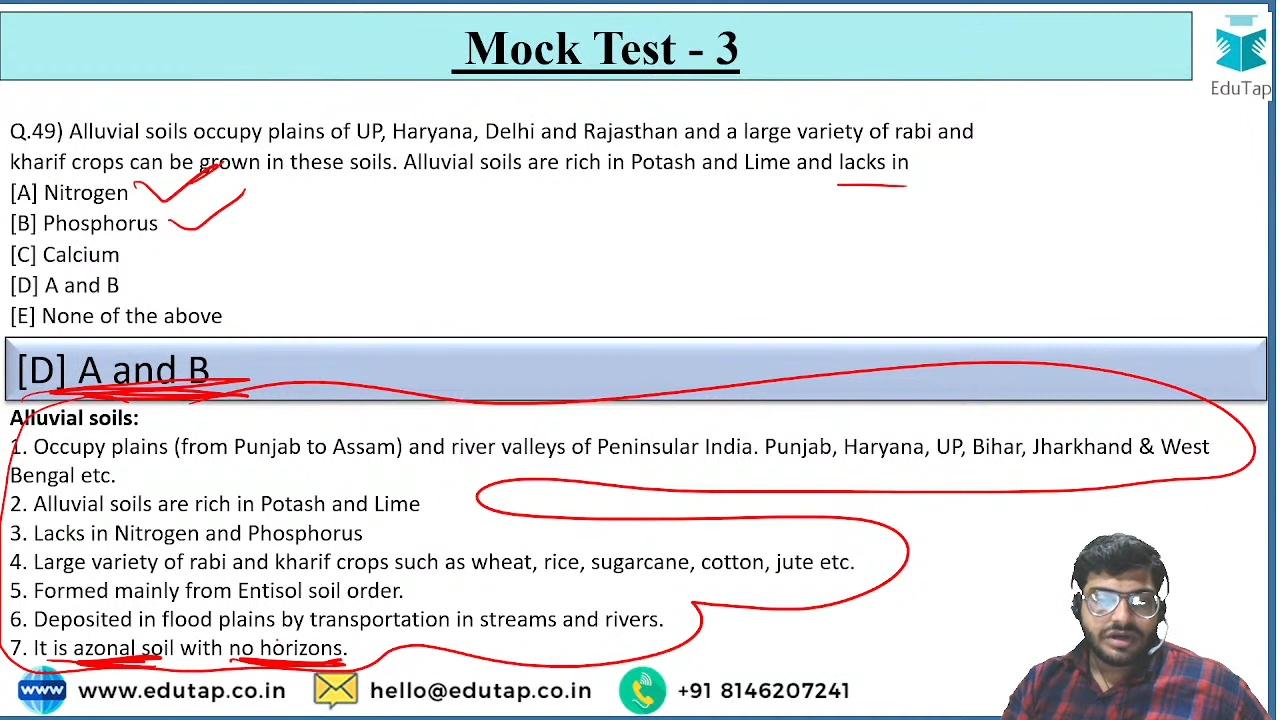 Mock Test - 3
EduTap
Q.49) Alluvial soils occupy plains of UP, Haryana, Delhi and Rajasthan and a large variety of rabi and
kharif crops can be grown in these soils. Alluvial soils are rich in Potash and Lime and lacks in
[A] Nitrogen
[B] Phosphorus
[C] Calcium
[D] A and B
[E] None of the above
[D] A and B
Alluvial soils:
1. Occupy plains (from Punjab to Assam) and river valleys of Peninsular India. Punjab, Haryana, UP, Bihar, Jharkhand & West
Bengal etc.
2. Alluvial soils are rich in Potash and Lime
3. Lacks in Nitrogen and Phosphorus
4. Large variety of rabi and kharif crops such as wheat, rice, sugarcane, cotton, jute etc.
5. Formed mainly from Entisol soil order.
6. Deposited in flood plains by transportation in streams and rivers.
7. It is azonal soil with no horizons.
www www.edutap.co.in hello@edutap.co.in +91 8146207241